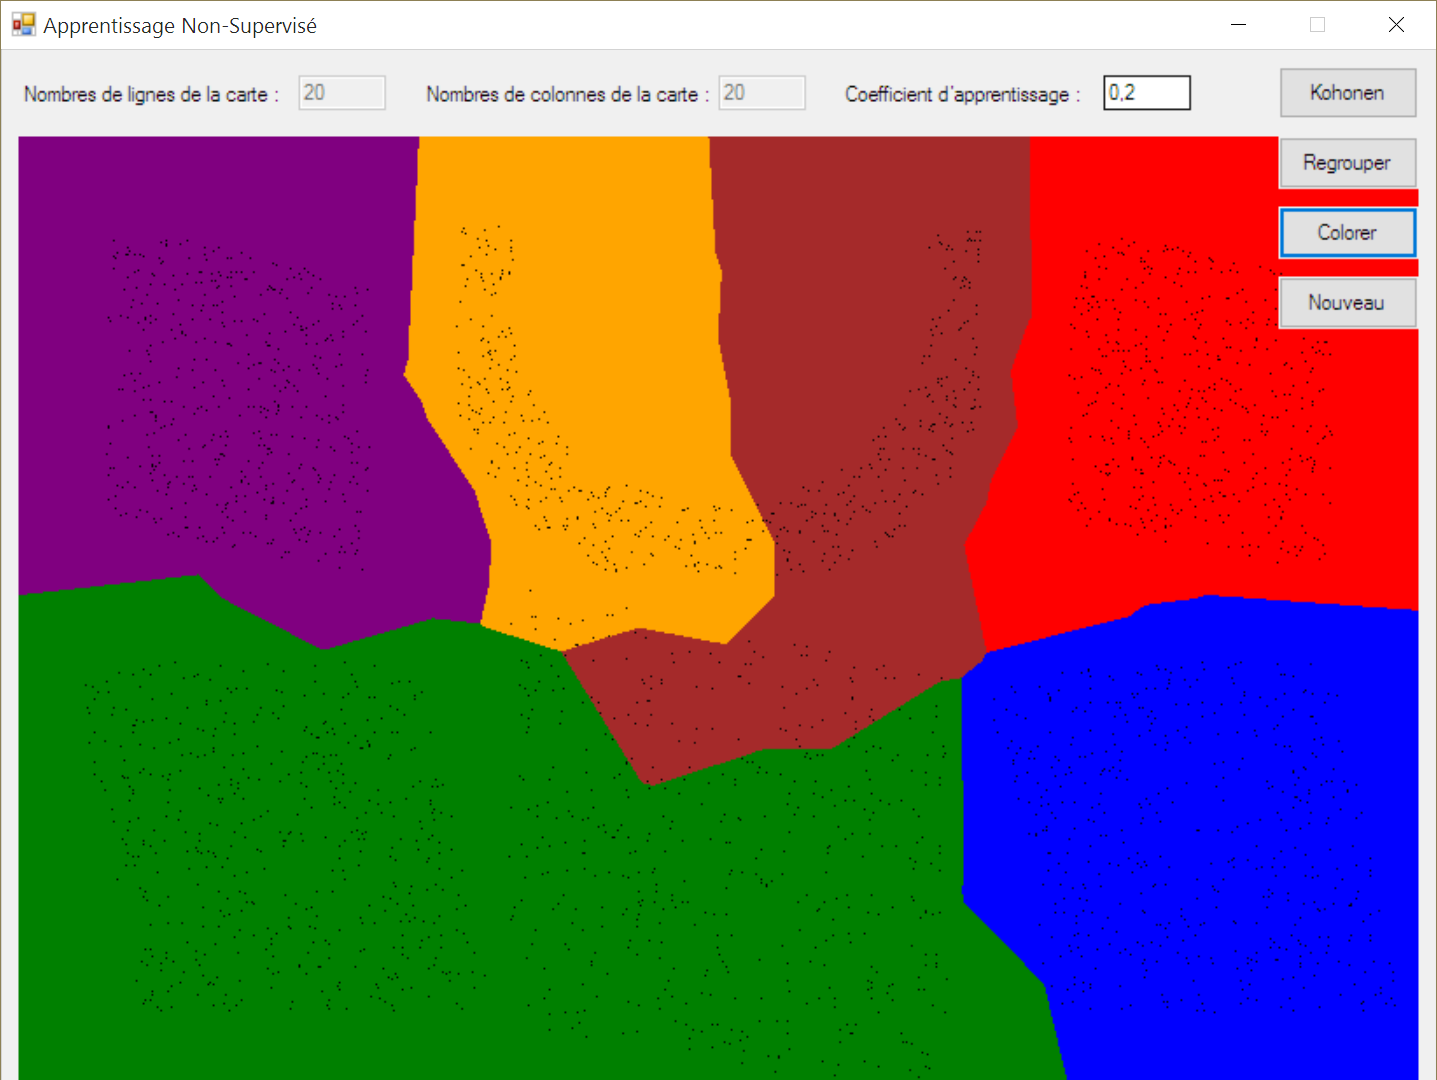 Apprentissage Non-Supervisé
Nombres de lignes de la carte : 20 Nombres de colonnes de la carte : 20 Coefficient d'apprentissage : 0,2 Kohonen
Regrouper
Colorer
Nouveau